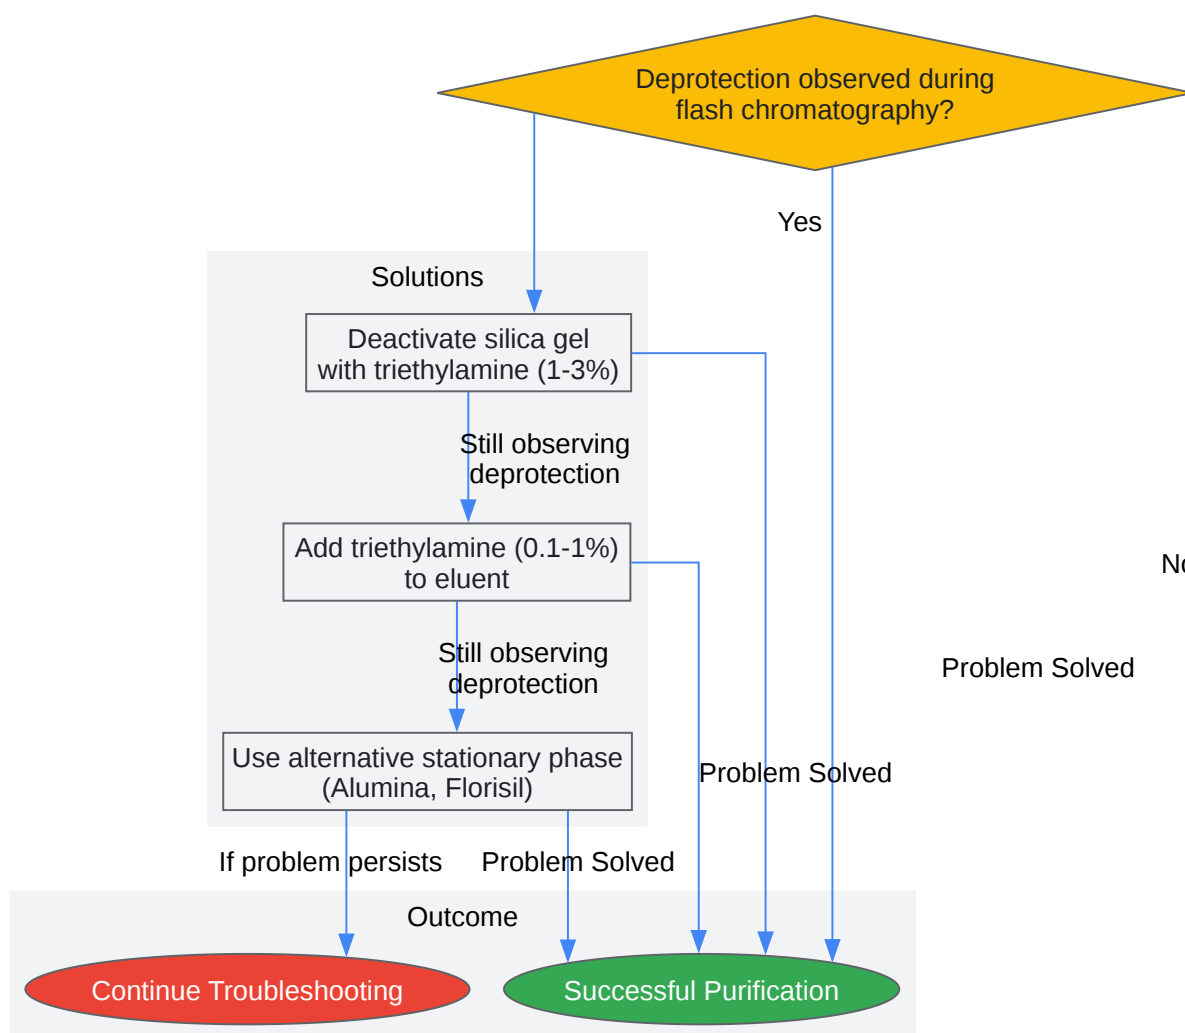 Deprotection observed during
flash chromatography?
Yes
Solutions
Deactivate silica gel
with triethylamine (1-3%)
Still observing
deprotection
Add triethylamine (0.1-1%)
to eluent
No
Still observing
deprotection
Problem Solved
Use alternative stationary phase
(Alumina, Florisil)
Problem Solved
If problem persists
Problem Solved
Outcome
Continue Troubleshooting
Successful Purification